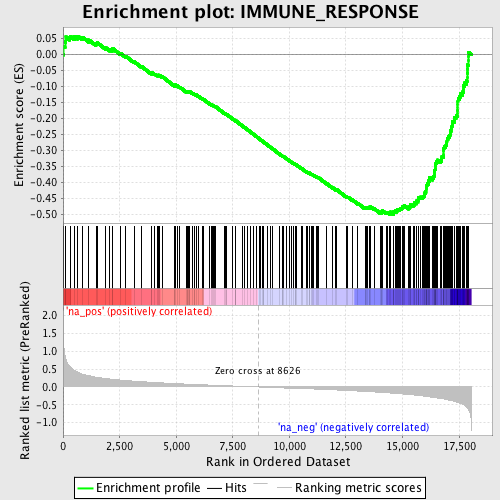 Enrichment plot: IMMUNE_RESPONSE
Enrichment score (ES)
0.05
0.00
-0.05
-0.10
-0.15
-0.20
-0.25
-0.30
-0.35
-0.40
-0.45
-0.50
'na_pos' (positively correlated)
Ranked list metric (PreRanked)
2.0
1.5
1.0
0.5
0.0
-0.5
-1.0
Zero cross at 8626
'na_neg' (negatively correlated)
0 2,500 5,000 7,500 10,000 12,500 15,000 17,500
Rank in Ordered Dataset
Enrichment profile Hits Ranking metric scores